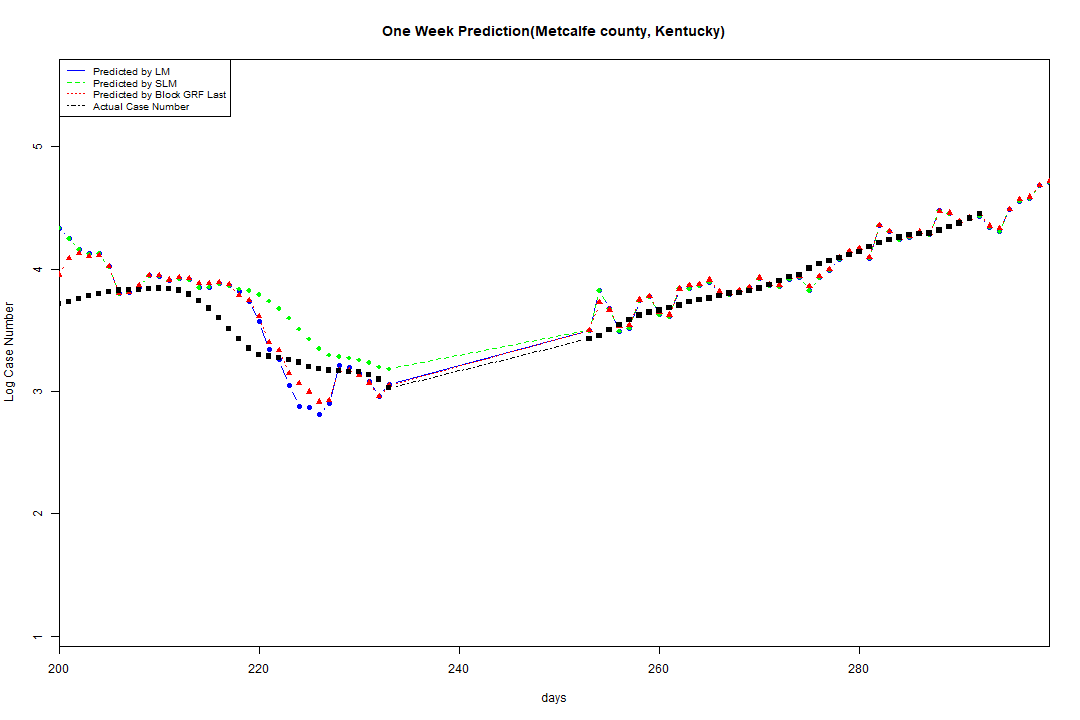 One Week Prediction(Metcalfe county, Kentucky)
Predicted by LM
Predicted by SLM
Predicted by Block GRF Last
Actual Case Number
5
4
3
2
1
Log Case Number
200 220 240 260 280
days